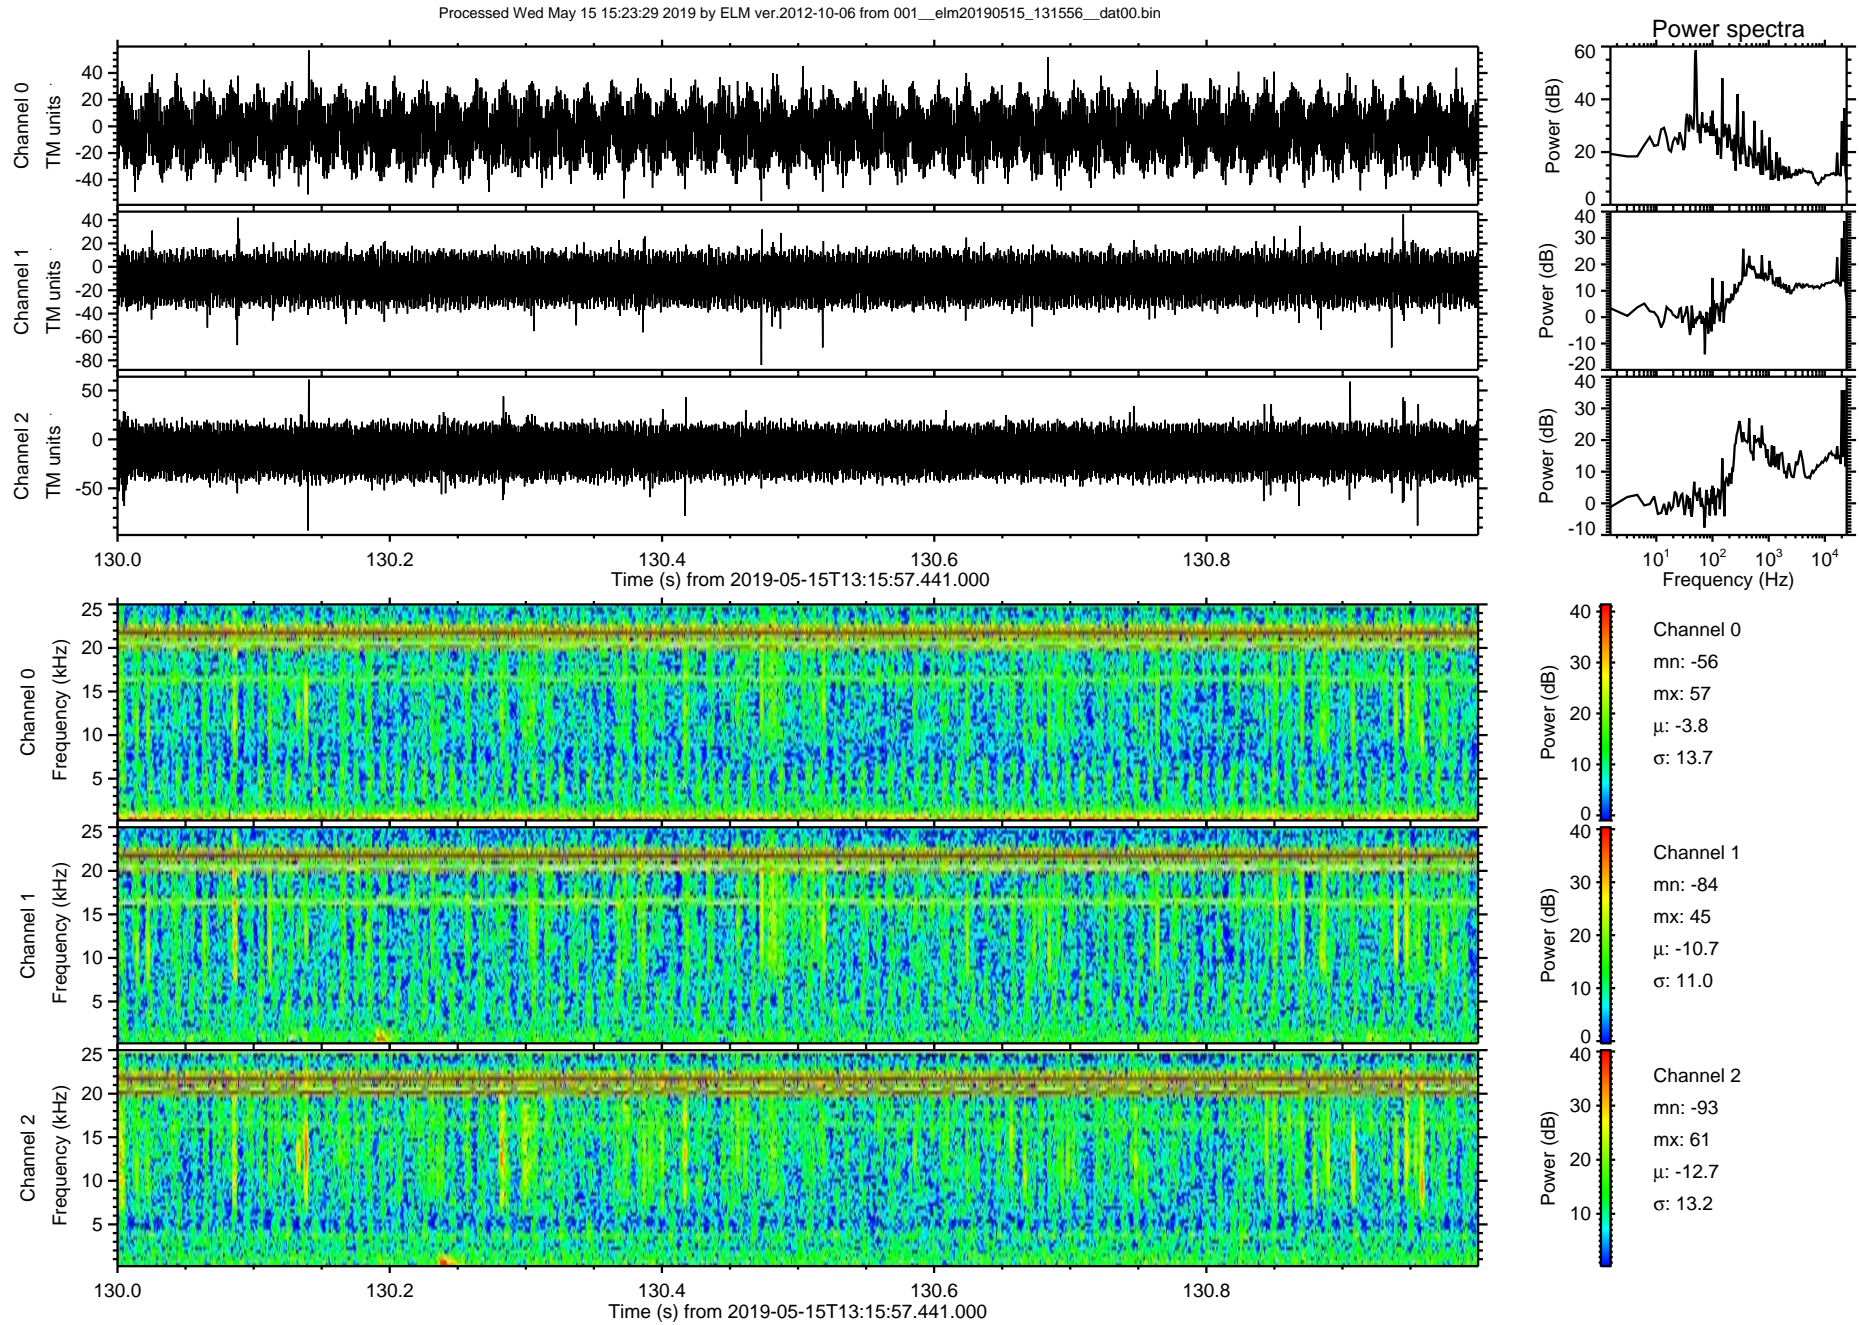 Processed Wed May 15 15:23:29 2019 by ELM ver.2012-10-06 from 001__elm20190515_131556__dat00.bin
Power spectra
Channel 0
TM units
40
20
0
-20
-40
Power (dB)
60
40
20
0
Channel 1
TM units
40
20
0
-20
-40
-60
-80
Power (dB)
40
30
20
10
0
-10
-20
Channel 2
TM units
50
0
-50
Power (dB)
40
30
20
10
0
-10
130.0 130.2 130.4 130.6 130.8
Time (s) from 2019-05-15T13:15:57.441.000
10^1 10^2 10^3 10^4
Frequency (Hz)
Channel 0
Frequency (kHz)
25
20
15
10
5
Power (dB)
40
30
20
10
0
Channel 0
mn: -56
mx: 57
μ: -3.8
σ: 13.7
Channel 1
Frequency (kHz)
25
20
15
10
5
Power (dB)
40
30
20
10
0
Channel 1
mn: -84
mx: 45
μ: -10.7
σ: 11.0
Channel 2
Frequency (kHz)
25
20
15
10
5
Power (dB)
40
30
20
10
Channel 2
mn: -93
mx: 61
μ: -12.7
σ: 13.2
130.0 130.2 130.4 130.6 130.8
Time (s) from 2019-05-15T13:15:57.441.000